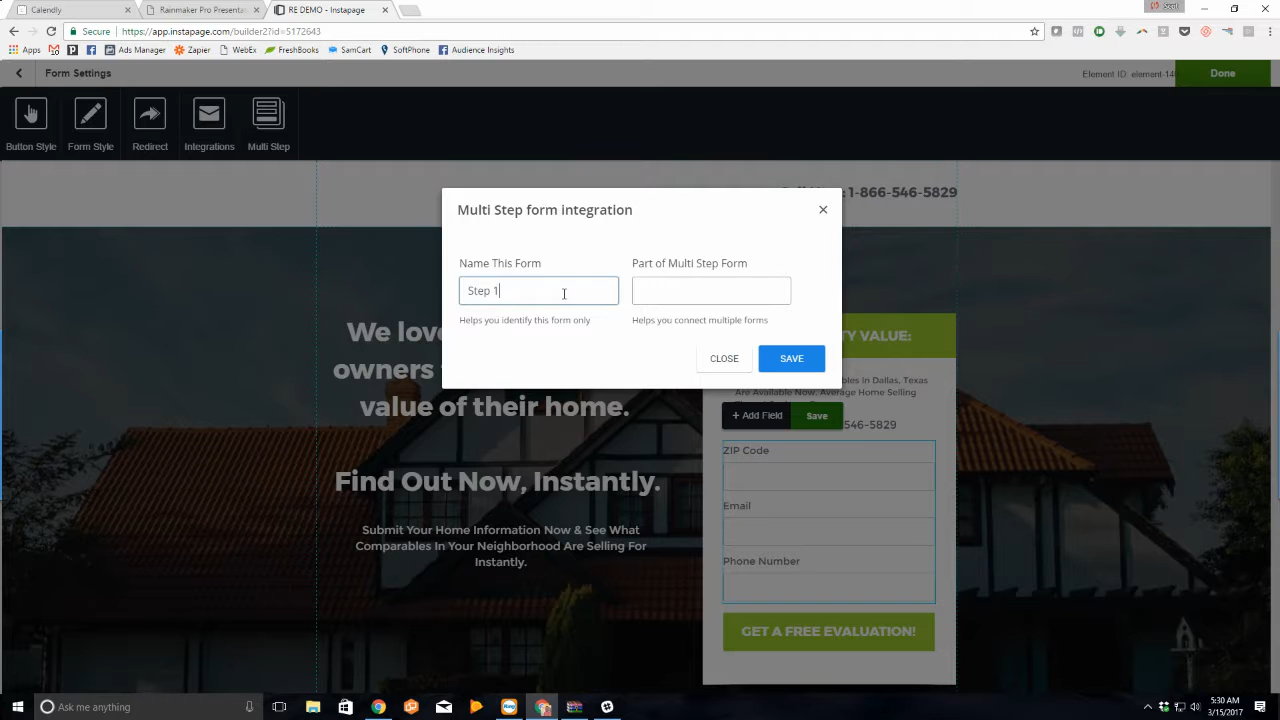 Calendly
Rainmaker Pro Presenta
RE DEMO - Instapage
Secure
https://app.instapage.com/builder2?id=5172643
Apps
Pixel
Ads Manager
Zapier
WebEx
FreshBooks
SamCart
SoftPhone
Audience Insights
Form Settings
Element ID: element-14
Done
Button Style
Form Style
Redirect
Integrations
Multi Step
1-866-546-5829
Multi Step form integration
Name This Form
Part of Multi Step Form
Step 1
Helps you identify this form only
Helps you connect multiple forms
CLOSE
SAVE
We love
owners
value of their home.
Find Out Now, Instantly.
Submit Your Home Information Now & See What
Comparables In Your Neighborhood Are Selling For
Instantly.
TY VALUE:
bles In Dallas, Texas
Are Available Now. Average Home Selling
546-5829
+ Add Field
Save
ZIP Code
Email
Phone Number
GET A FREE EVALUATION!
Ask me anything
Ring
5:30 AM
3/15/2017